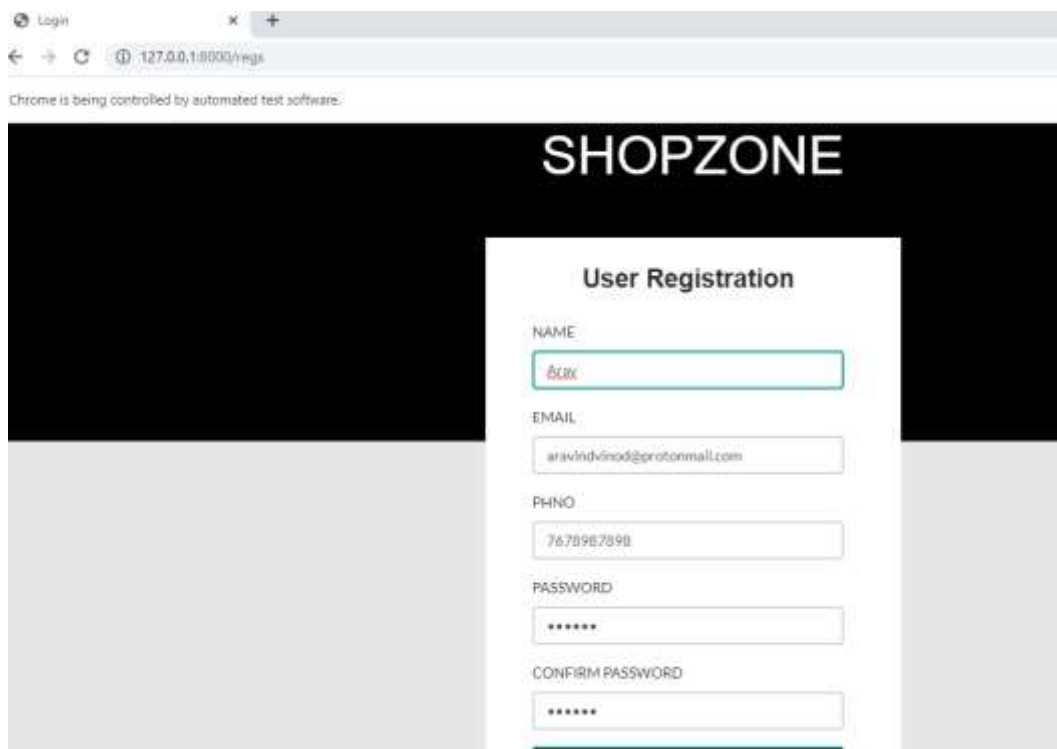 Login
127.0.0.1:8000/regs
Chrome is being controlled by automated test software.
SHOPZONE
User Registration
NAME
Arav
EMAIL
aravindvinod@protonmail.com
PHNO
7678987898
PASSWORD
••••••
CONFIRM PASSWORD
••••••